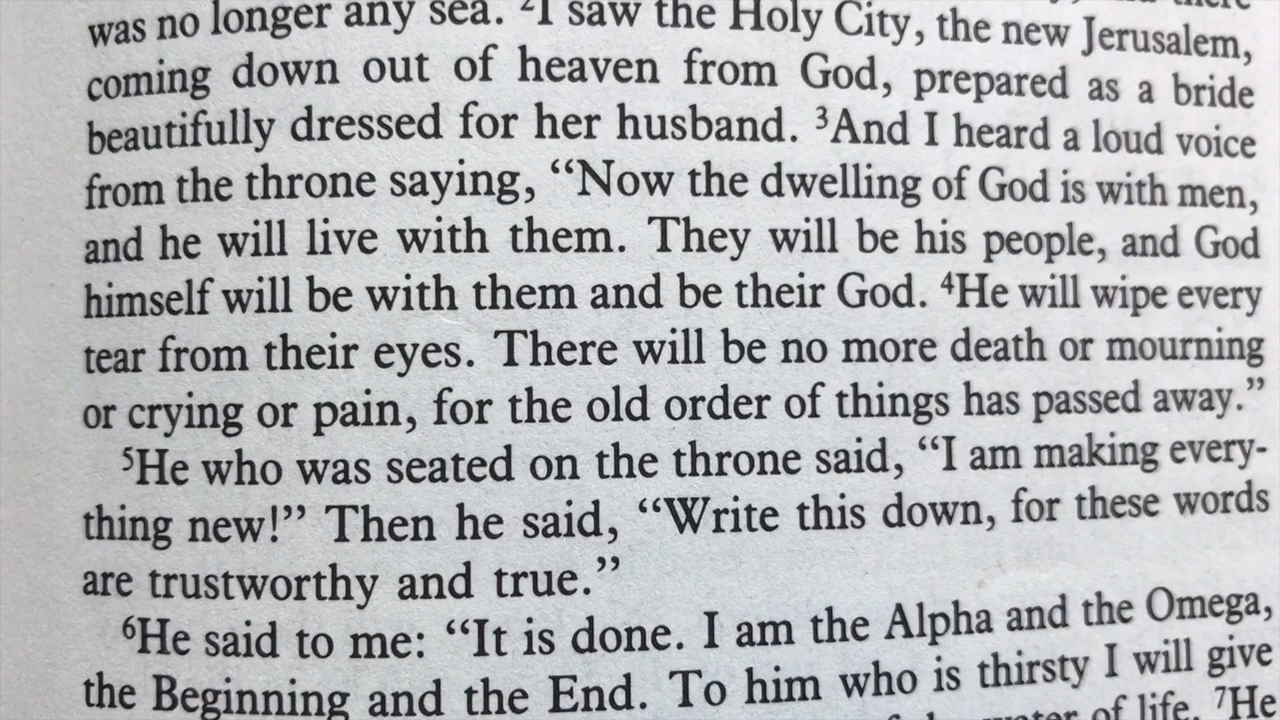 was no longer any sea. ²I saw the Holy City, the new Jerusalem,
coming down out of heaven from God, prepared as a bride
beautifully dressed for her husband. ³And I heard a loud voice
from the throne saying, “Now the dwelling of God is with men,
and he will live with them. They will be his people, and God
himself will be with them and be their God. ⁴He will wipe every
tear from their eyes. There will be no more death or mourning
or crying or pain, for the old order of things has passed away.”
⁵He who was seated on the throne said, “I am making every-
thing new!” Then he said, “Write this down, for these words
are trustworthy and true.”
⁶He said to me: “It is done. I am the Alpha and the Omega,
the Beginning and the End. To him who is thirsty I will give
of life. ⁷He